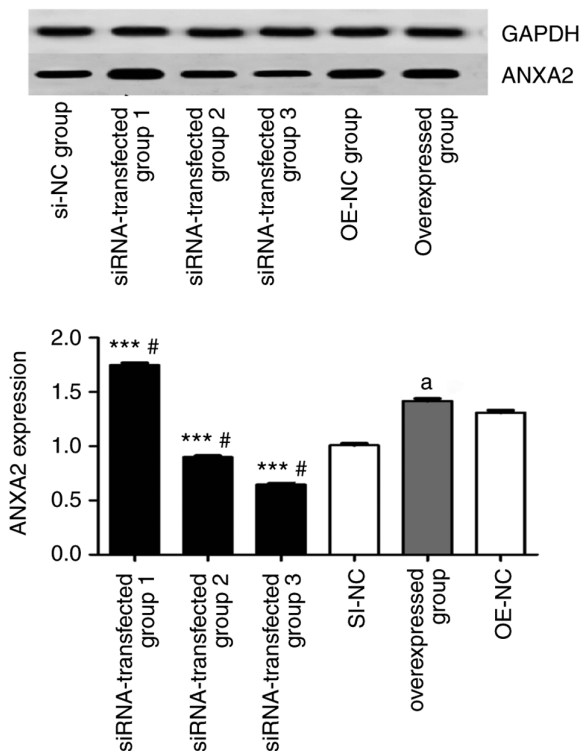 GAPDH
ANXA2
si-NC group
siRNA-transfected
group 1
siRNA-transfected
group 2
siRNA-transfected
group 3
OE-NC group
Overexpressed
group
ANXA2 expression
2.0
1.5
1.0
0.5
0.0
*** #
*** #
*** #
a
siRNA-transfected
group 1
siRNA-transfected
group 2
siRNA-transfected
group 3
SI-NC
overexpressed
group
OE-NC